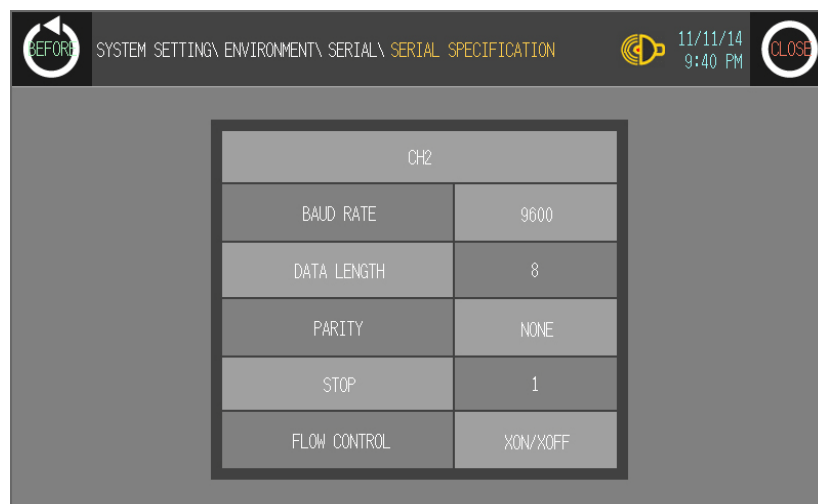 BEFORE
SYSTEM SETTING\ ENVIRONMENT\ SERIAL\ SERIAL SPECIFICATION
11/11/14
9:40 PM
CLOSE
CH2
BAUD RATE 9600
DATA LENGTH 8
PARITY NONE
STOP 1
FLOW CONTROL XON/XOFF